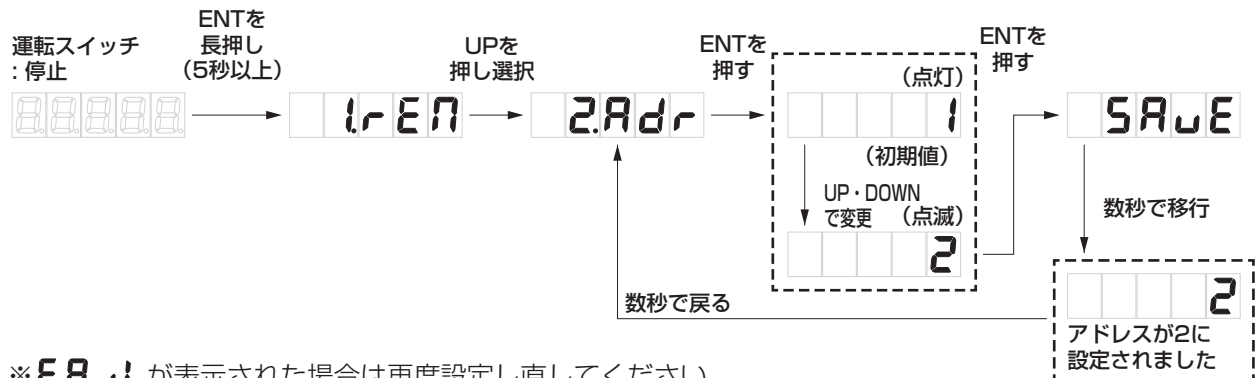 運転スイッチ
:停止
ENTを
長押し
(5秒以上)
1.rEM
UPを
押し選択
2.Adr
ENTを
押す
(点灯)
1
(初期値)
UP・DOWN
で変更
(点滅)
2
ENTを
押す
SAvE
数秒で移行
2
アドレスが2に
設定されました
数秒で戻る
※FAiL が表示された場合は再度設定し直してください